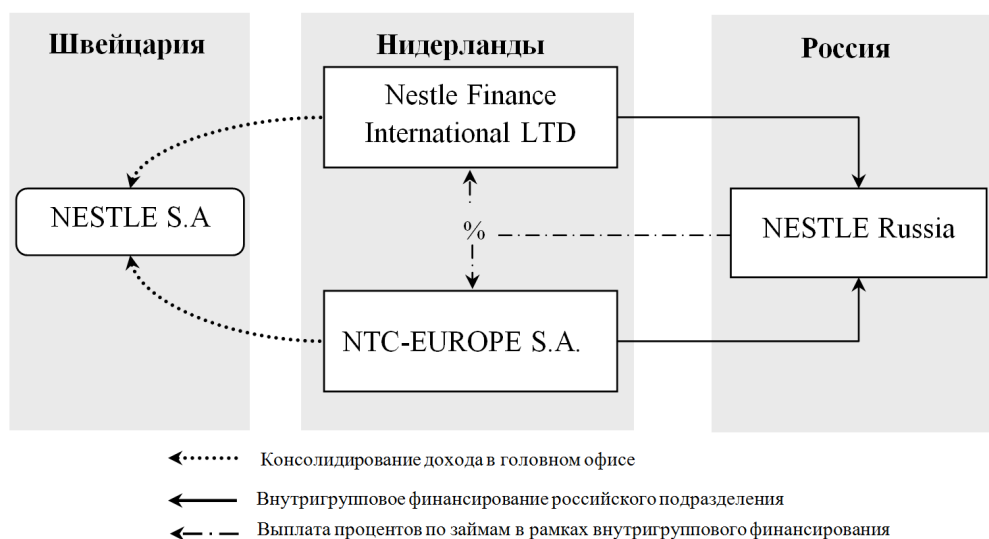 Швейцария
Нидерланды
Россия
Nestle Finance
International LTD
NESTLE S.A
%
NESTLE Russia
NTC-EUROPE S.A.
Консолидирование дохода в головном офисе
Внутригрупповое финансирование российского подразделения
Выплата процентов по займам в рамках внутригруппового финансирования